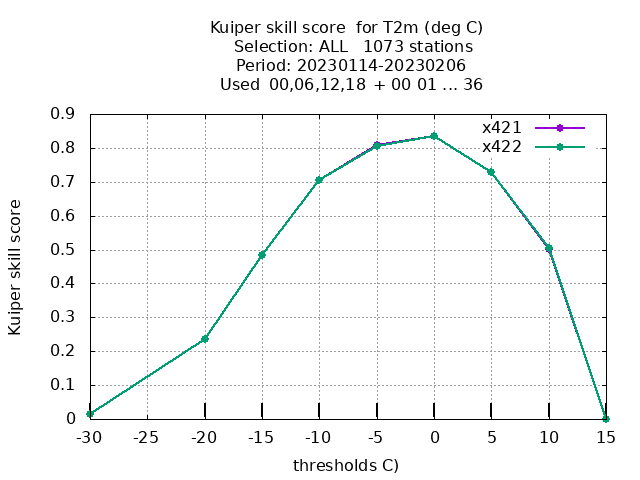 Kuiper skill score  for T2m (deg C)
Selection: ALL   1073 stations
Period: 20230114-20230206
Used  00,06,12,18  + 00 01 ... 36
x421
x422
0.9
0.8
0.7
0.6
0.5
0.4
0.3
0.2
0.1
0
Kuiper skill score
-30 -25 -20 -15 -10 -5 0 5 10 15
thresholds C)